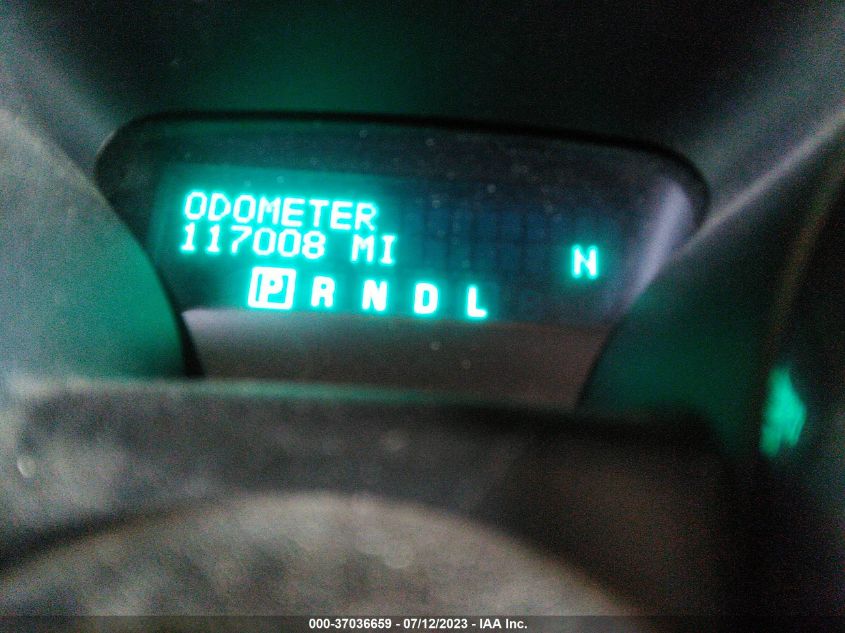 ODOMETER
117008 MI
N
P R N D L
000-37036659 - 07/12/2023 - IAA Inc.